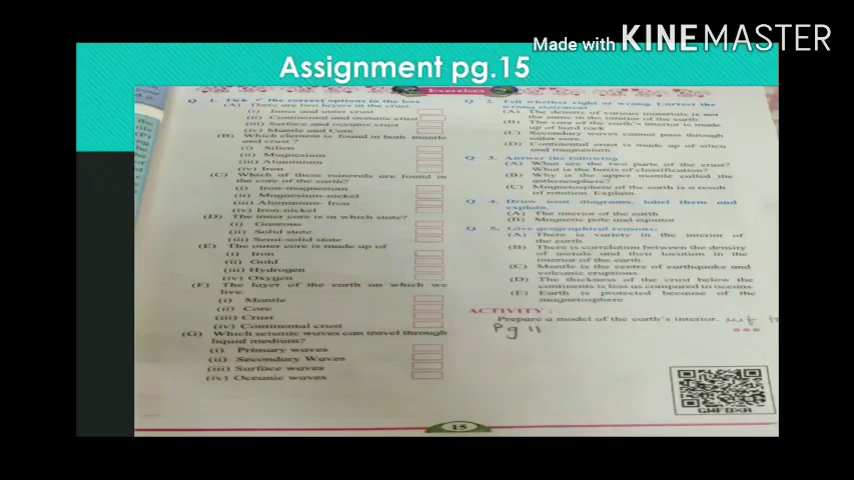 Made with KINEMASTER
Assignment pg.15
Exercises
Q 1. Tick ✓ the correct options in the box
(A) There are two layers in the crust.
(i) Inner and outer crust
(ii) Continental and oceanic crust
(iii) Surface and oceanic crust
(iv) Mantle and Core
(B) Which element is found in both mantle
and crust ?
(i) Silica
(ii) Magnesium
(iii) Aluminium
(iv) Iron
(C) Which of these minerals are found in
the core of the earth?
(i) Iron-magnesium
(ii) Magnesium-nickel
(iii) Aluminium- Iron
(iv) Iron-nickel
(D) The inner core is in which state?
(i) Gaseous
(ii) Solid state
(iii) Semi-solid state
(E) The outer core is made up of
(i) Iron
(ii) Gold
(iii) Hydrogen
(iv) Oxygen
(F) The layer of the earth on which we
live.
(i) Mantle
(ii) Core
(iii) Crust
(iv) Continental crust
(G) Which seismic waves can travel through
liquid medium?
(i) Primary waves
(ii) Secondary Waves
(iii) Surface waves
(iv) Oceanic waves
Q 2. Tell whether right or wrong. Correct the
wrong statement
(A) The density of various materials is not
the same in the interior of the earth.
(B) The core of the earth's interior is made
up of hard rock
(C) Secondary waves cannot pass through
outer core.
(D) Continental crust is made up of silica
and magnesium
Q 3. Answer the following
(A) What are the two parts of the crust?
What is the basis of classification?
(B) Why is the upper mantle called the
asthenosphere?
(C) Magnetosphere of the earth is a result
of rotation. Explain.
Q 4. Draw neat diagrams, label them and
explain.
(A) The interior of the earth
(B) Magnetic pole and equator
Q 5. Give geographical reasons:
(A) There is variety in the interior of
the earth.
(B) There is correlation between the density
of metals and their location in the
interior of the earth.
(C) Mantle is the centre of earthquake and
volcanic eruptions.
(D) The thickness of the crust below the
continents is less as compared to oceans.
(E) Earth is protected because of the
magnetosphere
ACTIVITY :
Prepare a model of the earth's interior.
Pg 11
15